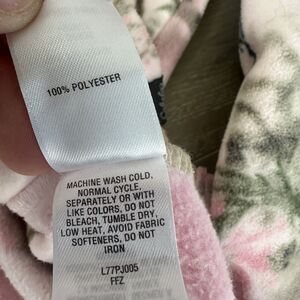 100% POLYESTER
MACHINE WASH COLD,
NORMAL CYCLE,
SEPARATELY OR WITH
LIKE COLORS, DO NOT
BLEACH, TUMBLE DRY,
LOW HEAT, AVOID FABRIC
SOFTENERS, DO NOT
IRON
L77PJ005
FFZ